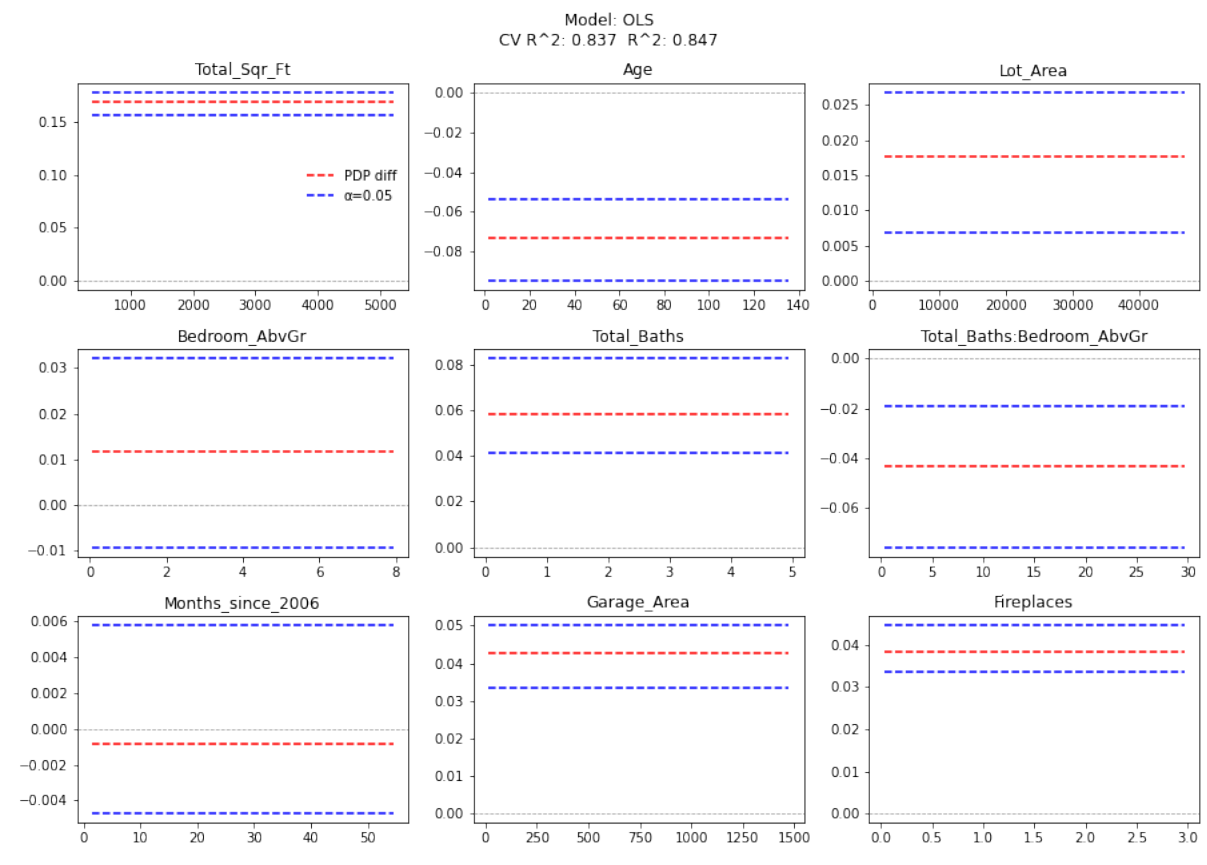 Model: OLS
CV R^2: 0.837  R^2: 0.847
Total_Sqr_Ft
0.15
0.10
0.05
0.00
PDP diff
α=0.05
1000 2000 3000 4000 5000
Age
0.00
−0.02
−0.04
−0.06
−0.08
0 20 40 60 80 100 120 140
Lot_Area
0.025
0.020
0.015
0.010
0.005
0.000
0 10000 20000 30000 40000
Bedroom_AbvGr
0.03
0.02
0.01
0.00
−0.01
0 2 4 6 8
Total_Baths
0.08
0.06
0.04
0.02
0.00
0 1 2 3 4 5
Total_Baths:Bedroom_AbvGr
0.00
−0.02
−0.04
−0.06
0 5 10 15 20 25 30
Months_since_2006
0.006
0.004
0.002
0.000
−0.002
−0.004
0 10 20 30 40 50
Garage_Area
0.05
0.04
0.03
0.02
0.01
0.00
0 250 500 750 1000 1250 1500
Fireplaces
0.04
0.03
0.02
0.01
0.00
0.0 0.5 1.0 1.5 2.0 2.5 3.0